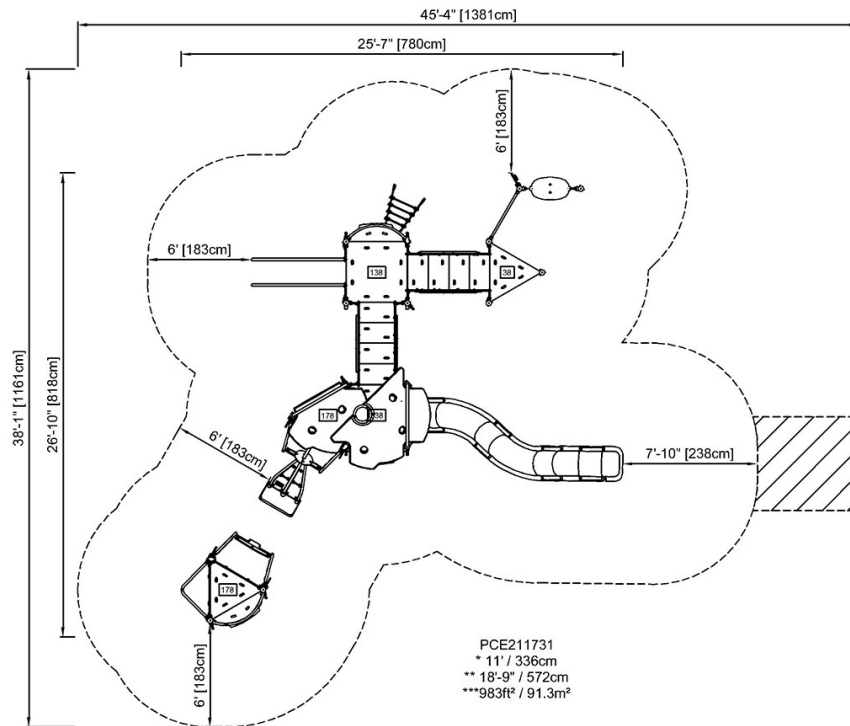 45'-4" [1381cm]
25'-7" [780cm]
6' [183cm]
6' [183cm]
138
38
38'-1" [1161cm]
26'-10" [818cm]
178
6' [183cm]
7'-10" [238cm]
178
6' [183cm]
PCE211731
* 11' / 336cm
** 18'-9" / 572cm
***983ft² / 91.3m²